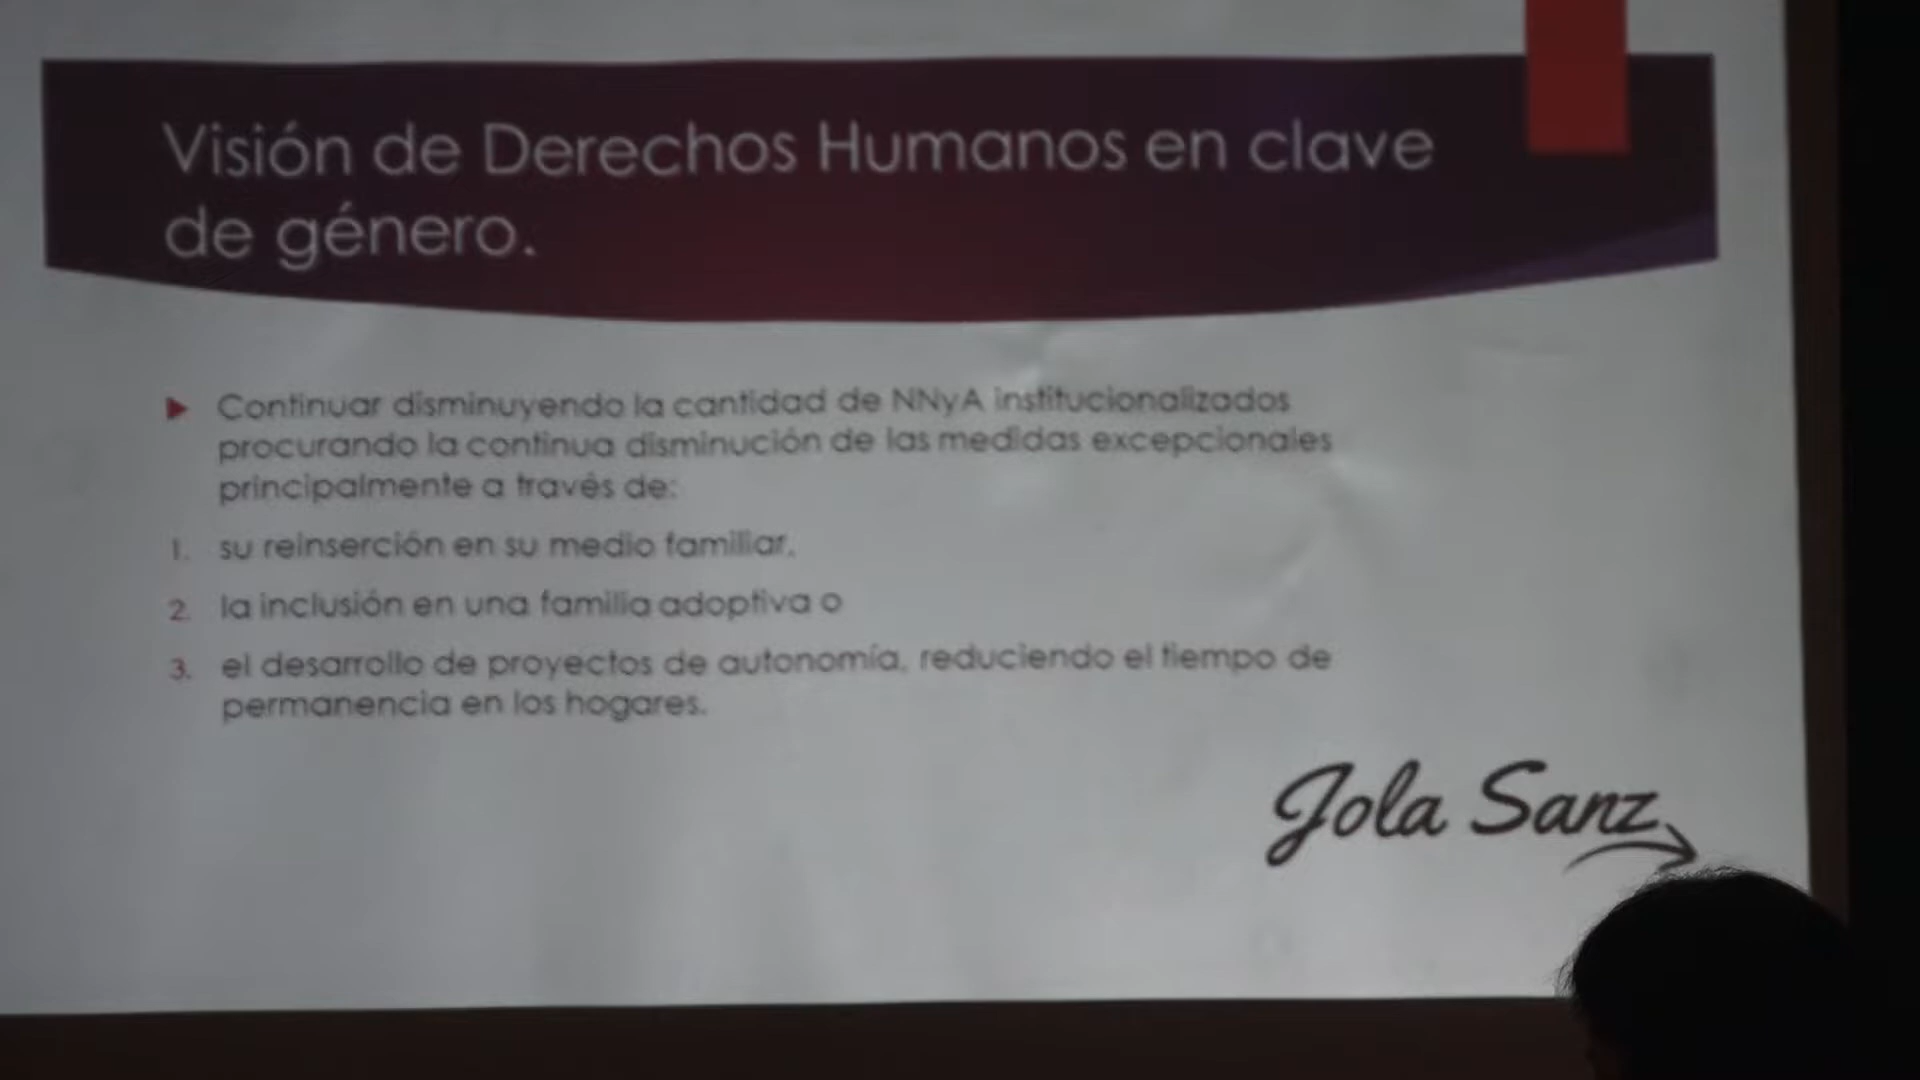 Visión de Derechos Humanos en clave
de género.
Continuar disminuyendo la cantidad de NNyA institucionalizados
procurando la continua disminución de las medidas excepcionales
principalmente a través de:
1. su reinserción en su medio familiar,
2. la inclusión en una familia adoptiva o
3. el desarrollo de proyectos de autonomía, reduciendo el tiempo de
permanencia en los hogares.
Jola Sanz